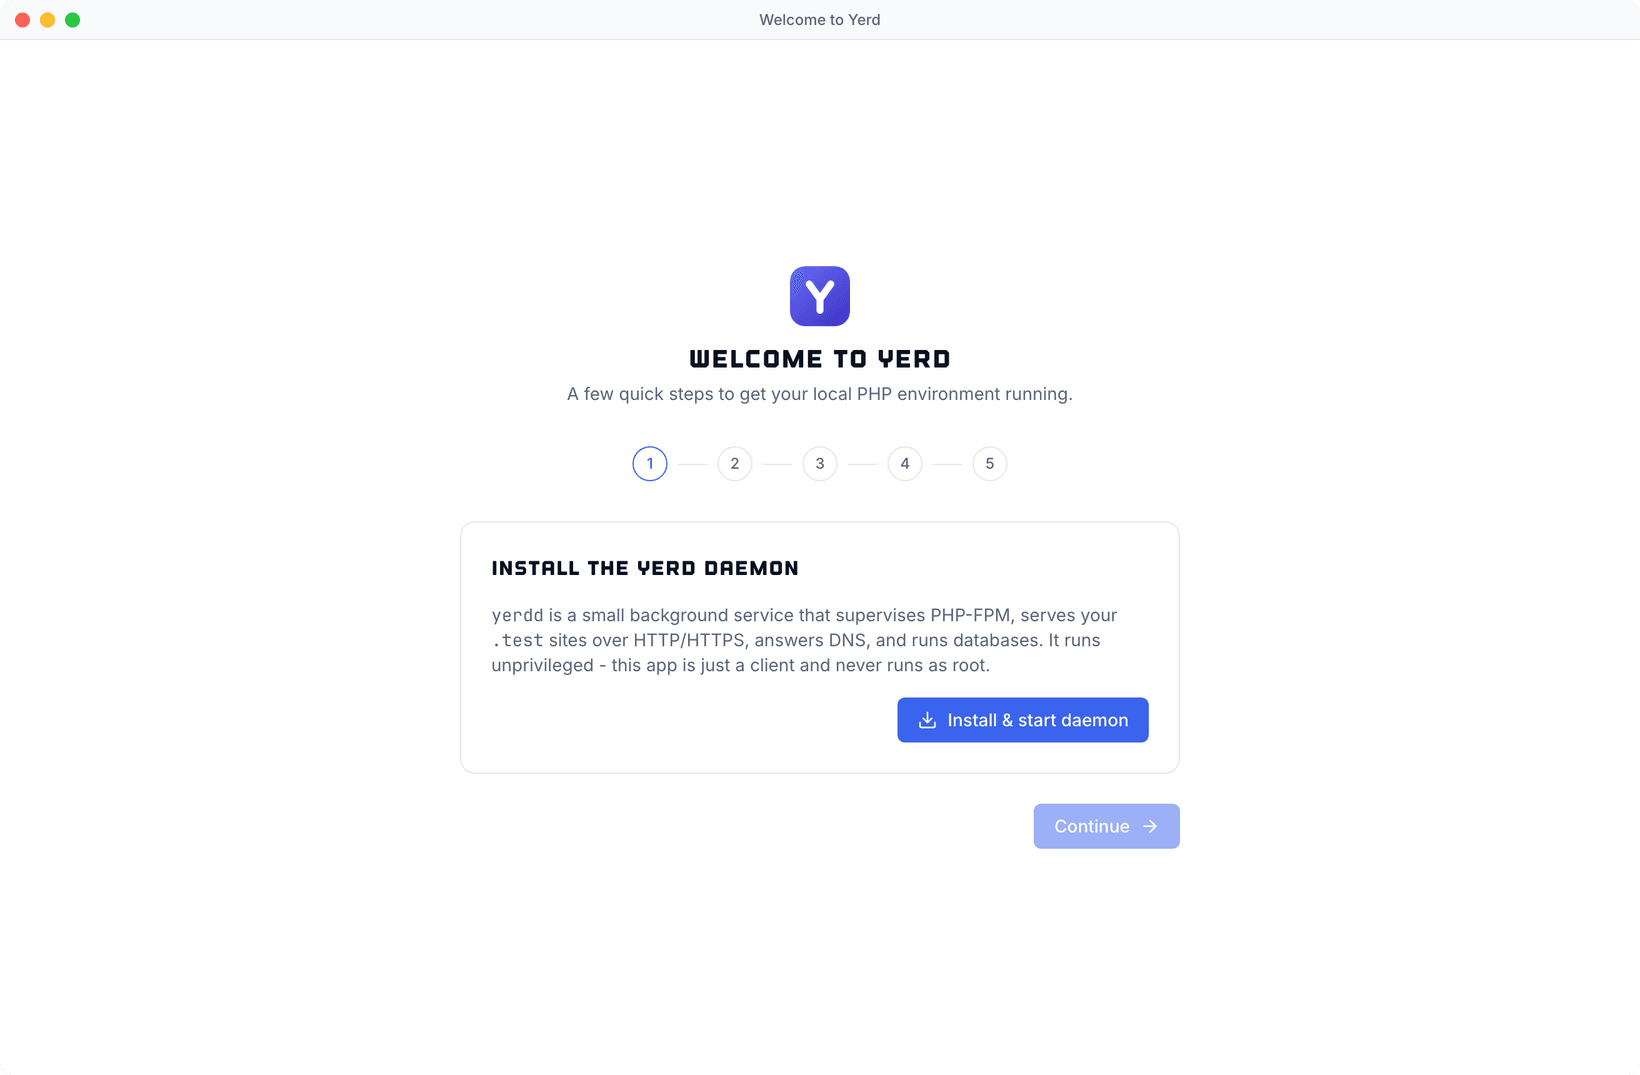 Welcome to Yerd
Y
WELCOME TO YERD
A few quick steps to get your local PHP environment running.
1 2 3 4 5
INSTALL THE YERD DAEMON
yerdd is a small background service that supervises PHP-FPM, serves your
.test sites over HTTP/HTTPS, answers DNS, and runs databases. It runs
unprivileged - this app is just a client and never runs as root.
Install & start daemon
Continue